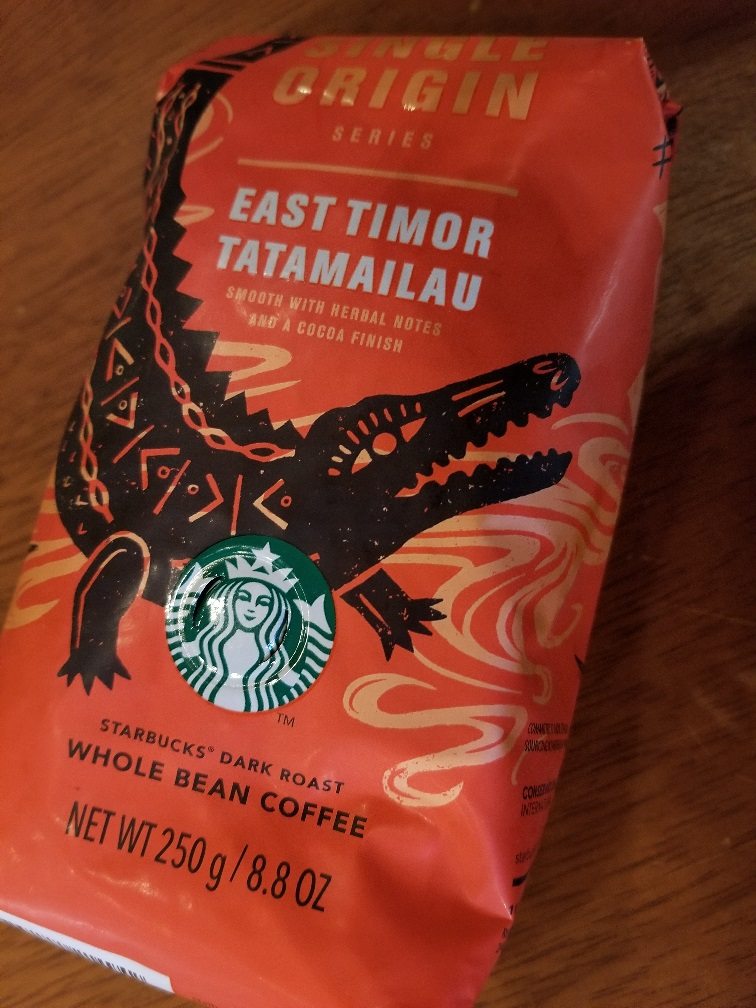 SINGLE
ORIGIN
SERIES
EAST TIMOR
TATAMAILAU
SMOOTH WITH HERBAL NOTES
AND A COCOA FINISH
TM
STARBUCKS® DARK ROAST
WHOLE BEAN COFFEE
NET WT 250 g / 8.8 OZ